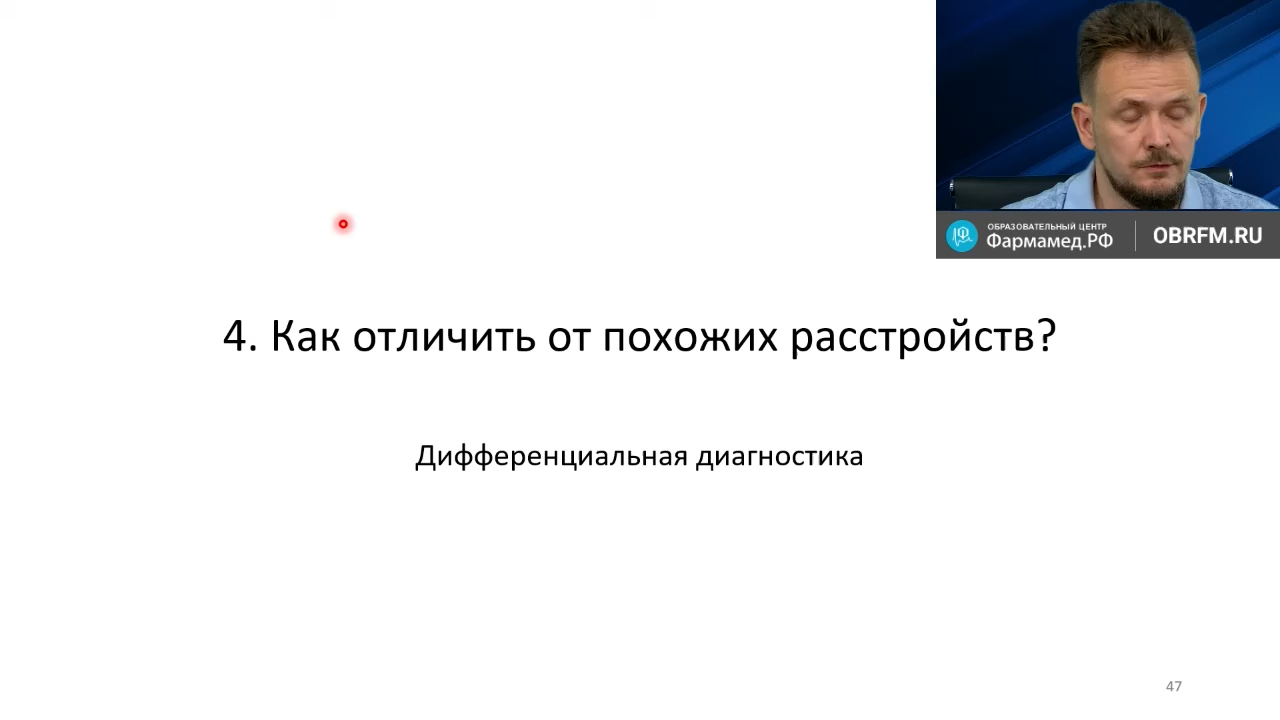 ОБРАЗОВАТЕЛЬНЫЙ ЦЕНТР
Фармамед.РФ
OBRFM.RU
4. Как отличить от похожих расстройств?
Дифференциальная диагностика
47